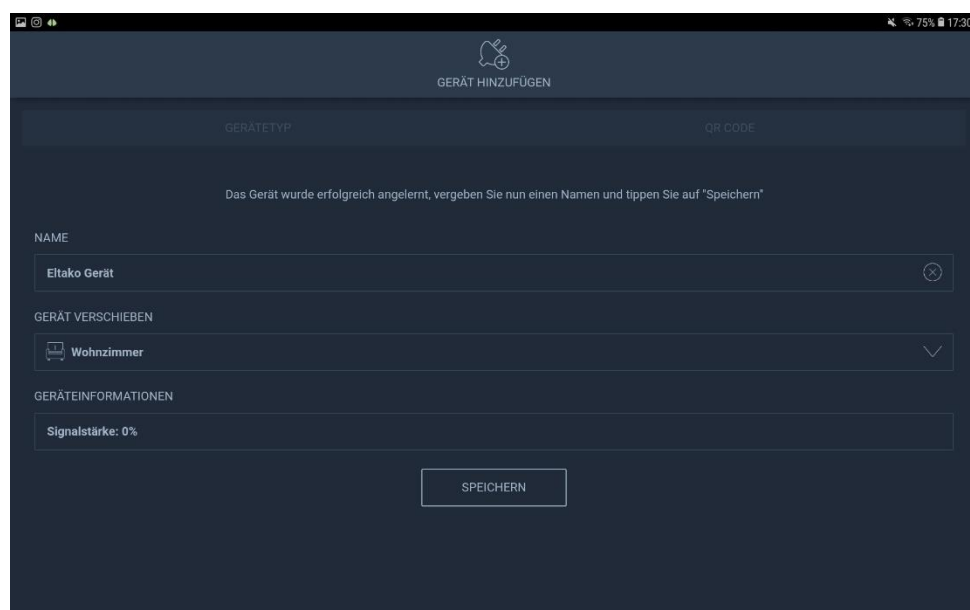 75% 17:30
GERÄT HINZUFÜGEN
GERÄTETYP QR CODE
Das Gerät wurde erfolgreich angelernt, vergeben Sie nun einen Namen und tippen Sie auf "Speichern"
NAME
Eltako Gerät
GERÄT VERSCHIEBEN
Wohnzimmer
GERÄTEINFORMATIONEN
Signalstärke: 0%
SPEICHERN